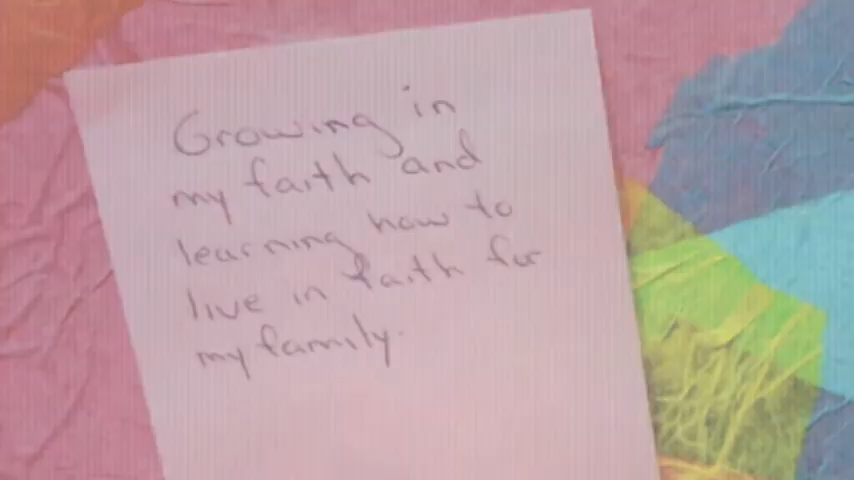 Growing in
my faith and
learning how to
live in faith for
my family.